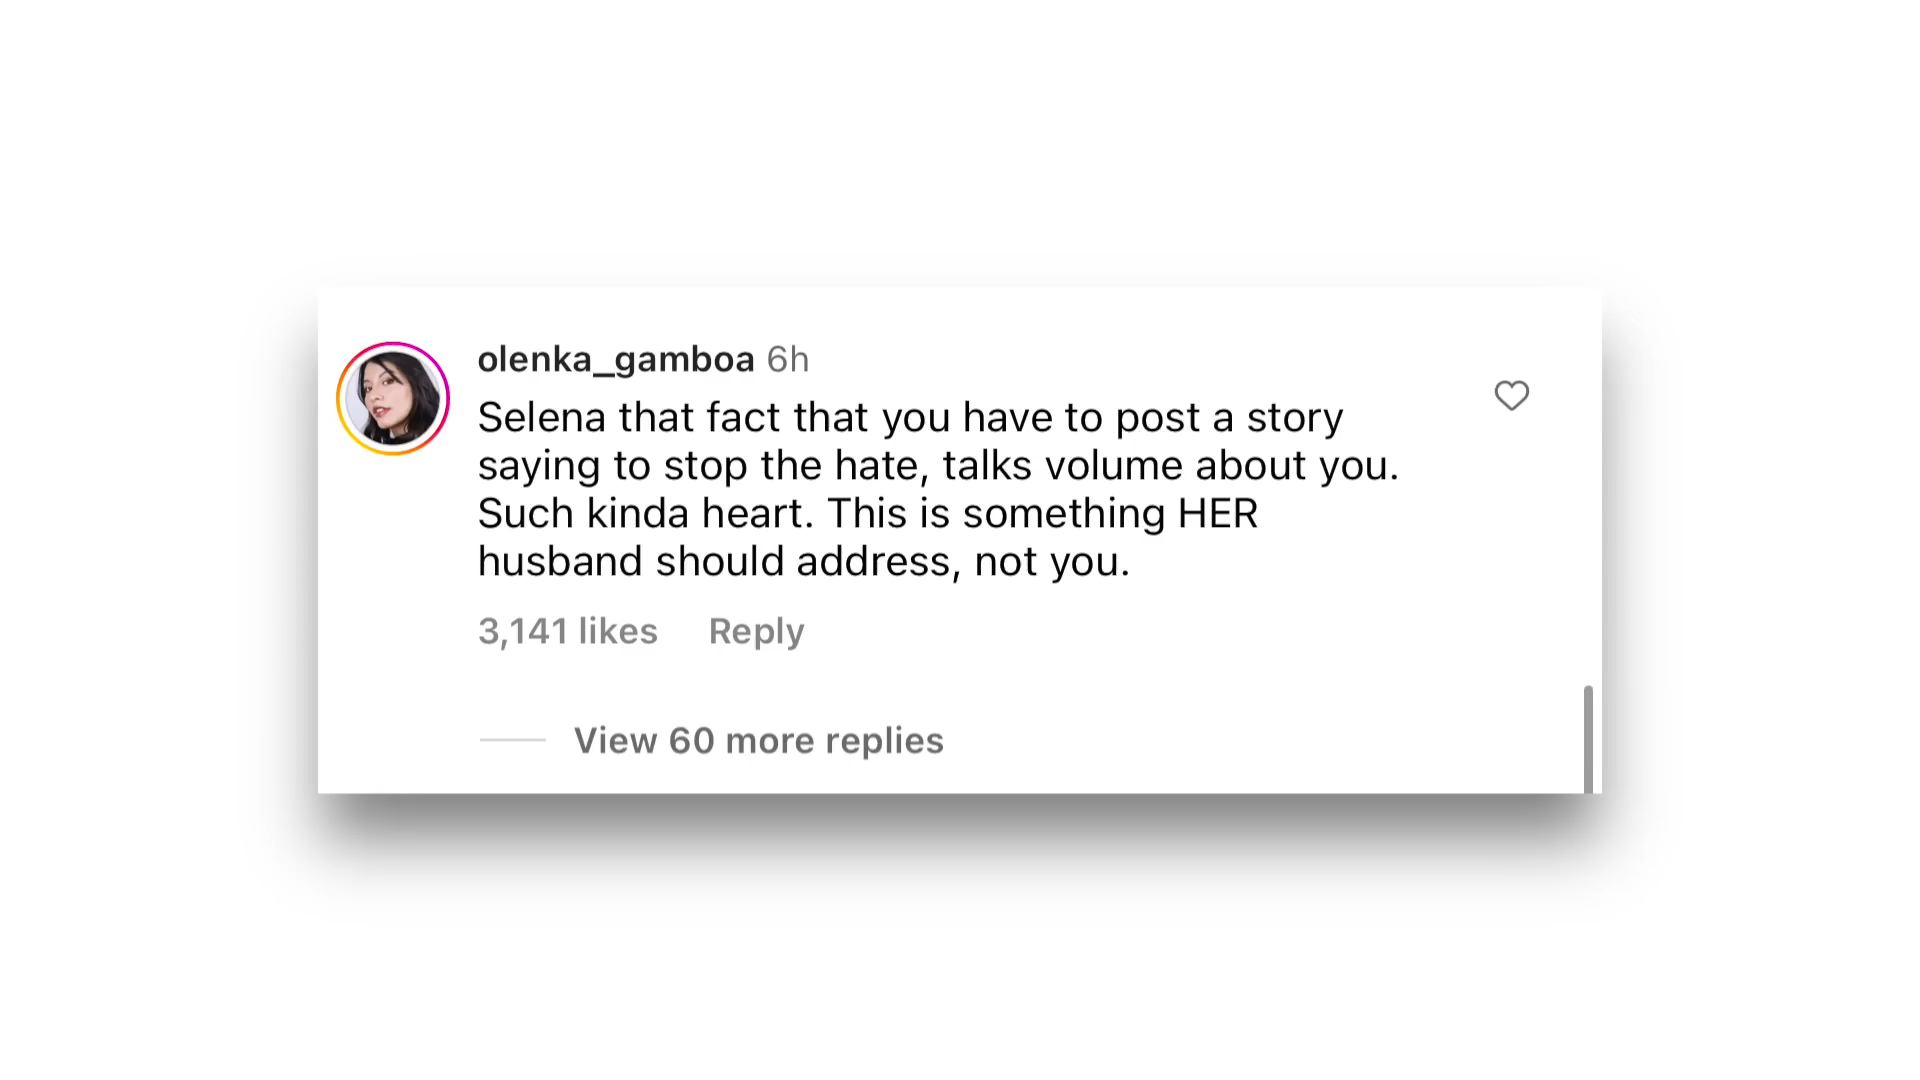 olenka_gamboa 6h
Selena that fact that you have to post a story
saying to stop the hate, talks volume about you.
Such kinda heart. This is something HER
husband should address, not you.
3,141 likes Reply
View 60 more replies